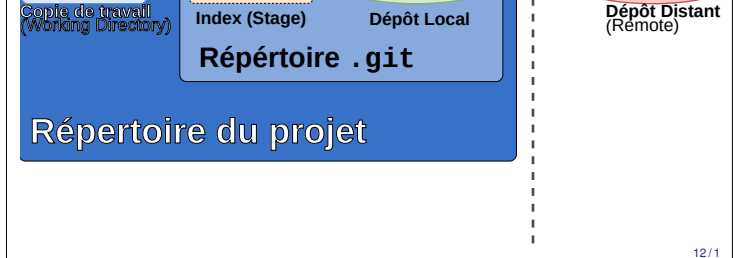 Copie de travail
(Working Directory)
Index (Stage)
Dépôt Local
Dépôt Distant
(Remote)
Répértoire .git
Répertoire du projet
12/1